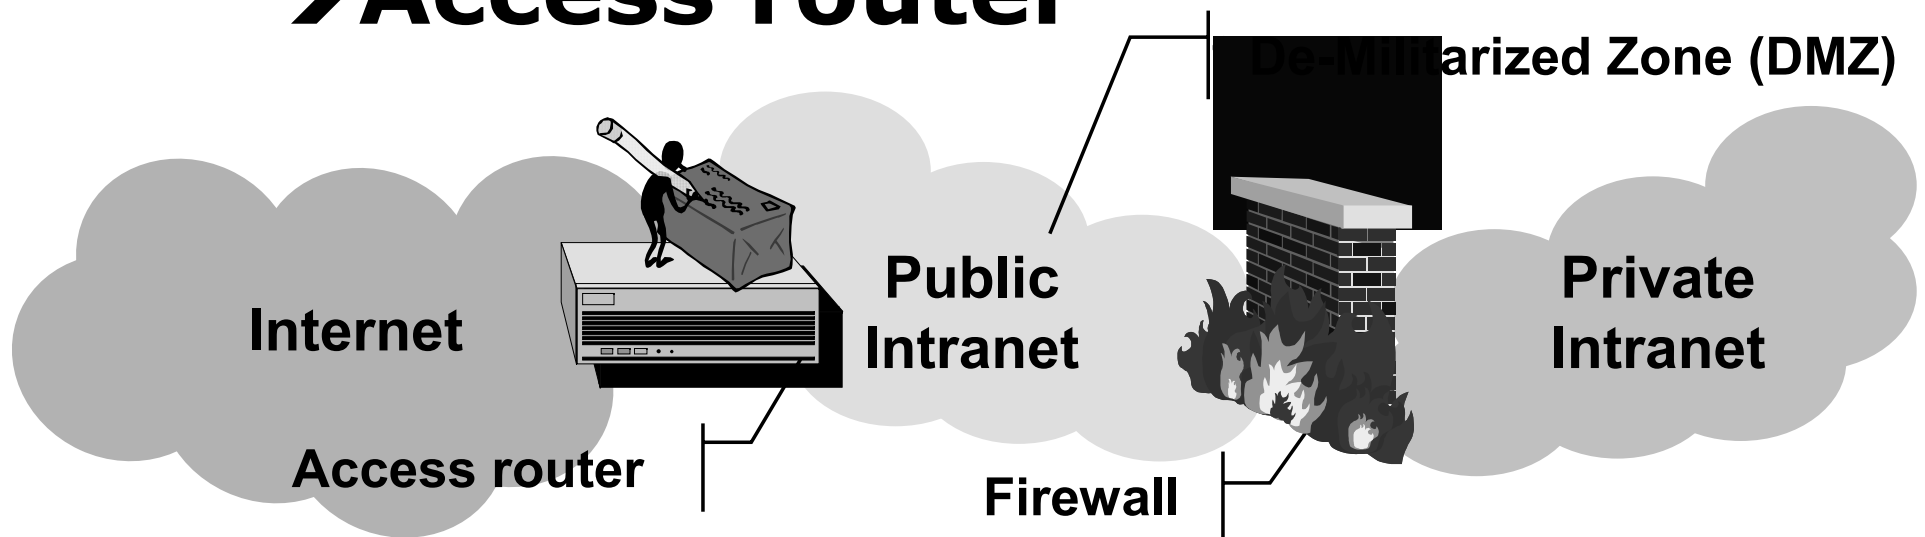 Access router
De-Militarized Zone (DMZ)
Internet
Public
Intranet
Private
Intranet
Access router
Firewall